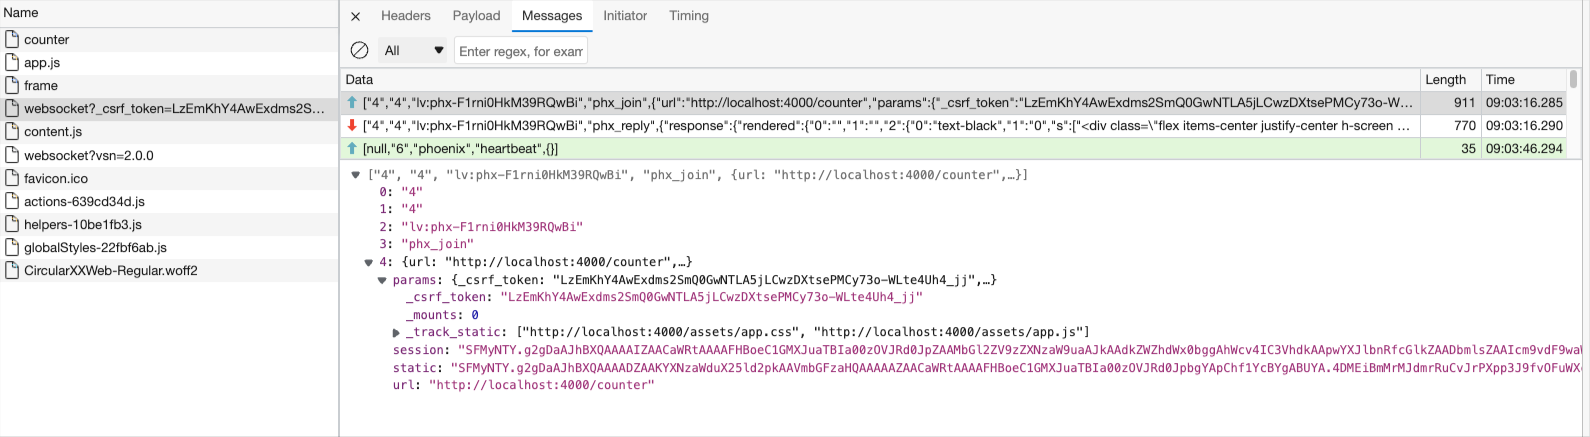 Name
counter
app.js
frame
websocket?_csrf_token=LzEmKhY4AwExdms2S...
content.js
websocket?vsn=2.0.0
favicon.ico
actions-639cd34d.js
helpers-10be1fb3.js
globalStyles-22fbf6ab.js
CircularXXWeb-Regular.woff2
Headers Payload Messages Initiator Timing
All Enter regex, for exam
Data Length Time
["4","4","lv:phx-F1rni0HkM39RQwBi","phx_join",{"url":"http://localhost:4000/counter","params":{"_csrf_token":"LzEmKhY4AwExdms2SmQ0GwNTLA5jLCwzDXtsePMCy73o-W... 911 09:03:16.285
["4","4","lv:phx-F1rni0HkM39RQwBi","phx_reply",{"response":{"rendered":{"0":"","1":"","2":{"0":"text-black","1":"0","s":["<div class=\"flex items-center justify-center h-screen ... 770 09:03:16.290
[null,"6","phoenix","heartbeat",{}] 35 09:03:46.294
["4", "4", "lv:phx-F1rni0HkM39RQwBi", "phx_join", {url: "http://localhost:4000/counter",…}]
0: "4"
1: "4"
2: "lv:phx-F1rni0HkM39RQwBi"
3: "phx_join"
4: {url: "http://localhost:4000/counter",…}
params: {_csrf_token: "LzEmKhY4AwExdms2SmQ0GwNTLA5jLCwzDXtsePMCy73o-WLte4Uh4_jj",…}
_csrf_token: "LzEmKhY4AwExdms2SmQ0GwNTLA5jLCwzDXtsePMCy73o-WLte4Uh4_jj"
_mounts: 0
_track_static: ["http://localhost:4000/assets/app.css", "http://localhost:4000/assets/app.js"]
session: "SFMyNTY.g2gDaAJhBXQAAAAIZAACaWRtAAAAFHBoeC1GMXJuaTBIa00zOVJRd0JpZAAMbGl2ZV9zZXNzaW9uaAJkAAdkZWZhdWx0bggAhWcv4IC3VhdkAApwYXJlbnRfcGlkZAADbmlsZAAIcm9vdF9waW
static: "SFMyNTY.g2gDaAJhBXQAAAADZAAKYXNzaWduX25ld2pkAAVmbGFzaHQAAAAAZAACaWRtAAAAFHBoeC1GMXJuaTBIa00zOVJRd0JpbgYApChf1YcBYgABUYA.4DMEiBmMrMJdmrRuCvJrPXpp3J9fvOFuWX
url: "http://localhost:4000/counter"